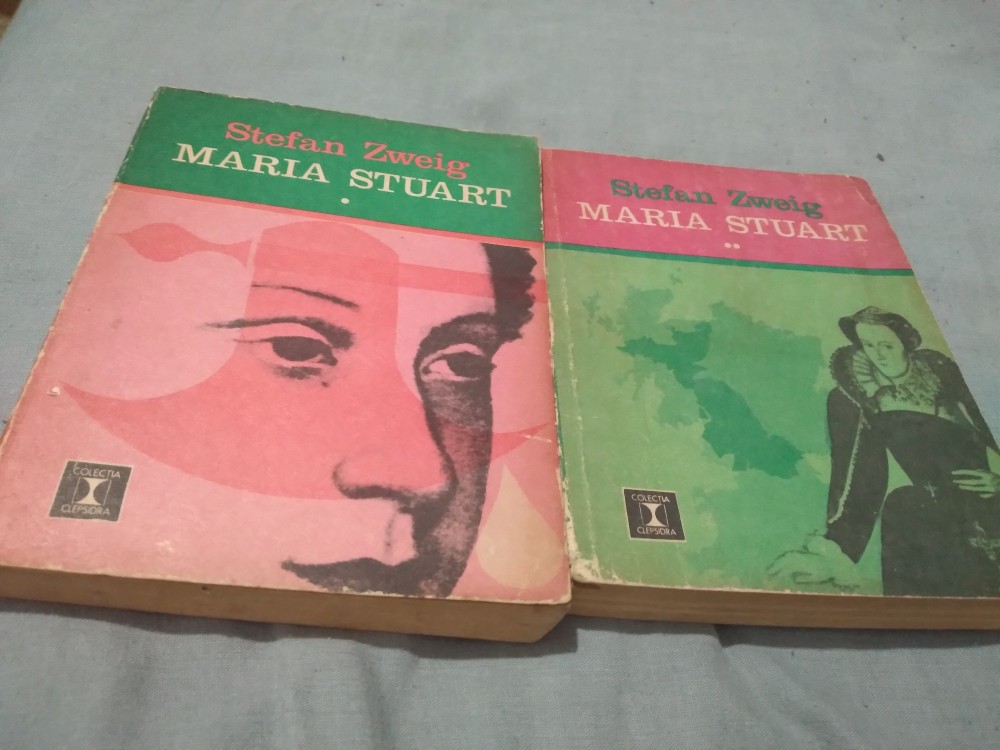 Stefan Zweig
MARIA STUART
•
COLECȚIA
CLEPSIDRA
Stefan Zweig
MARIA STUART
••
COLECȚIA
CLEPSIDRA